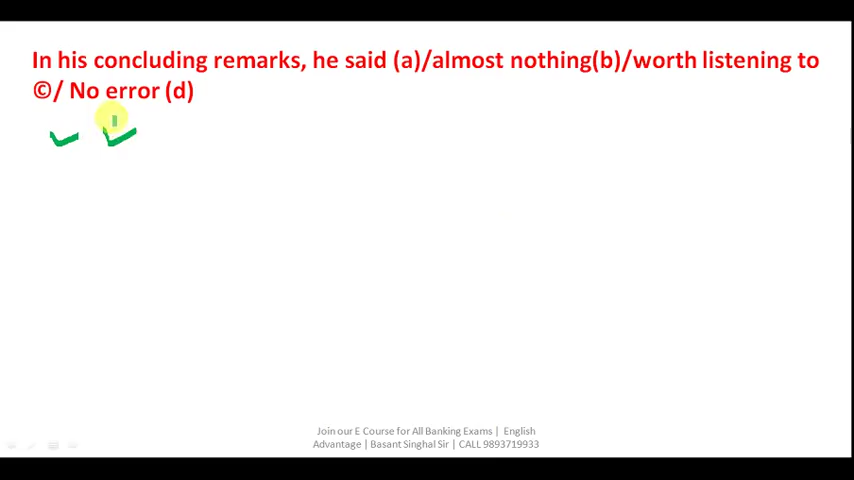 In his concluding remarks, he said (a)/almost nothing(b)/worth listening to
©/ No error (d)
Join our E Course for All Banking Exams | English
Advantage | Basant Singhal Sir | CALL 9893719933